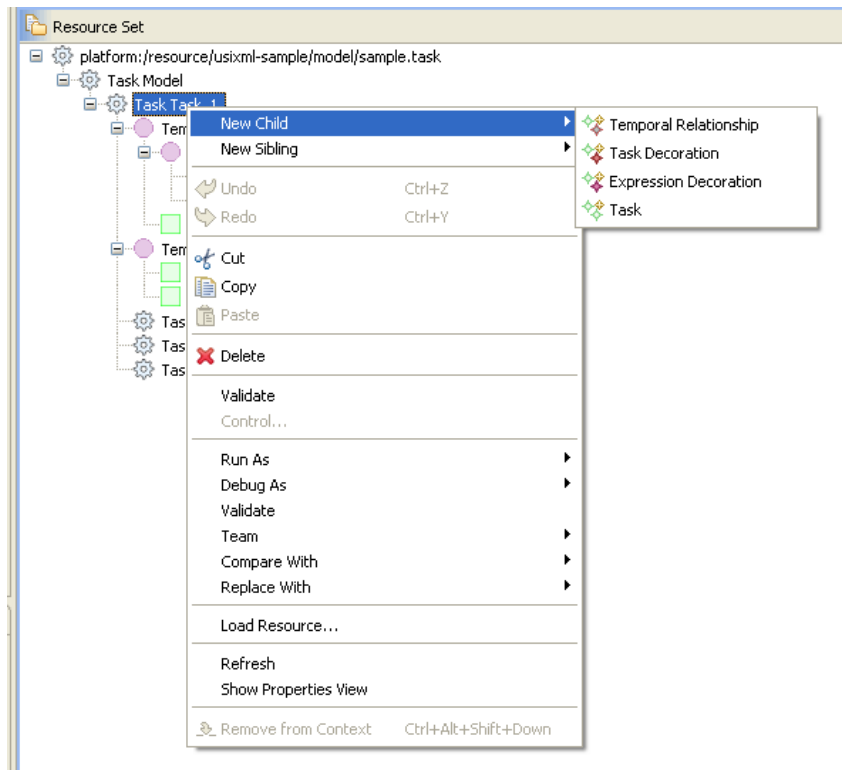 Resource Set
platform:/resource/usixml-sample/model/sample.task
Task Model
Task Task_1
New Child
Temporal Relationship
New Sibling
Task Decoration
Expression Decoration
Task
Undo Ctrl+Z
Redo Ctrl+Y
Cut
Copy
Paste
Delete
Validate
Control...
Run As
Debug As
Validate
Team
Compare With
Replace With
Load Resource...
Refresh
Show Properties View
Remove from Context Ctrl+Alt+Shift+Down